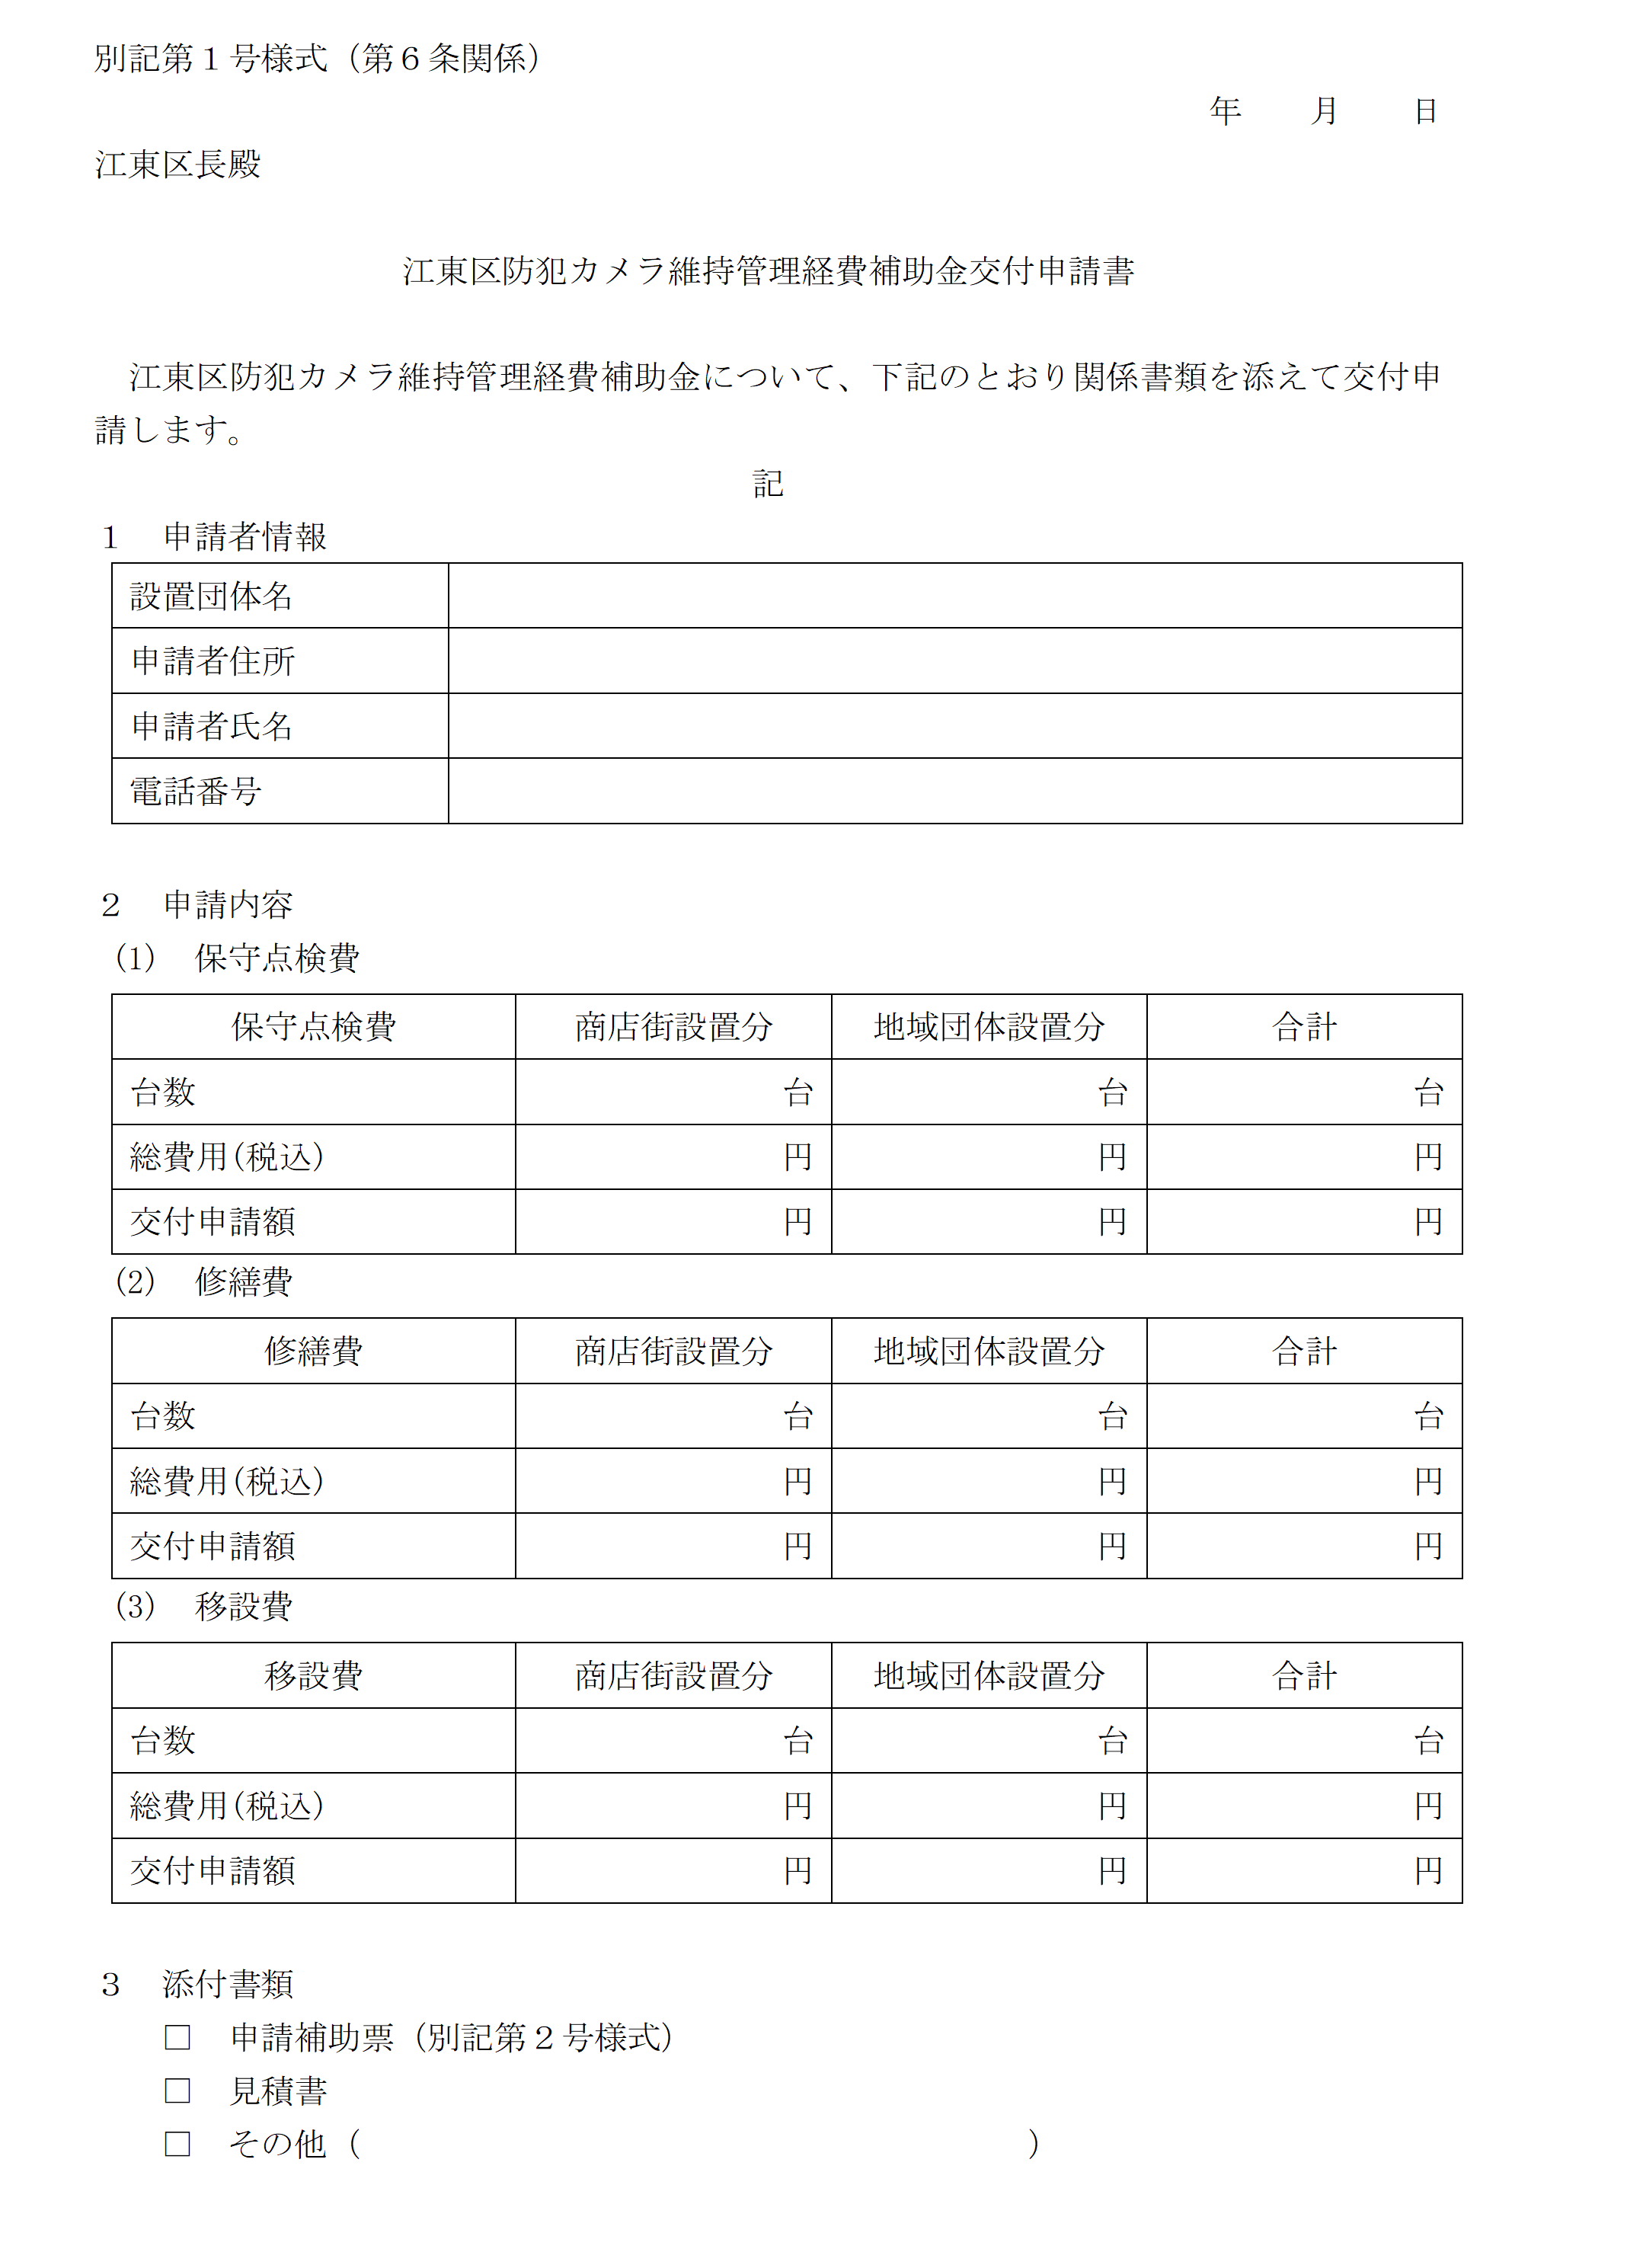 別記第１号様式（第６条関係）
年　　月　　日
江東区長殿
江東区防犯カメラ維持管理経費補助金交付申請書
　江東区防犯カメラ維持管理経費補助金について、下記のとおり関係書類を添えて交付申
請します。
記
１　申請者情報
設置団体名
申請者住所
申請者氏名
電話番号
２　申請内容
(1)　保守点検費
保守点検費　商店街設置分　地域団体設置分　合計
台数　台　台　台
総費用(税込)　円　円　円
交付申請額　円　円　円
(2)　修繕費
修繕費　商店街設置分　地域団体設置分　合計
台数　台　台　台
総費用(税込)　円　円　円
交付申請額　円　円　円
(3)　移設費
移設費　商店街設置分　地域団体設置分　合計
台数　台　台　台
総費用(税込)　円　円　円
交付申請額　円　円　円
３　添付書類
□　申請補助票（別記第２号様式）
□　見積書
□　その他（　　　　　　　　　　　　　　　　　　　　）